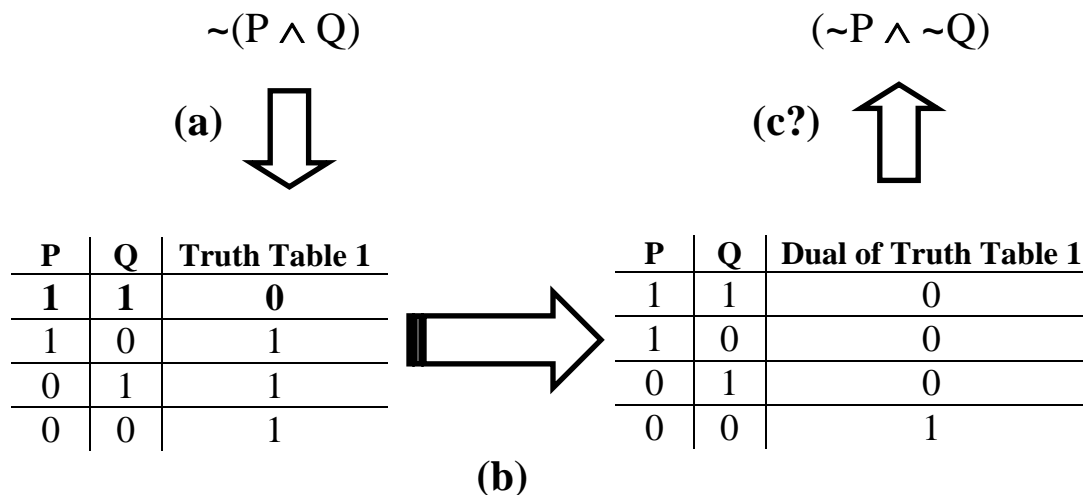 ~(P ∧ Q)
(~P ∧ ~Q)
(a)
(c?)
P Q Truth Table 1
1 1 0
1 0 1
0 1 1
0 0 1
P Q Dual of Truth Table 1
1 1 0
1 0 0
0 1 0
0 0 1
(b)